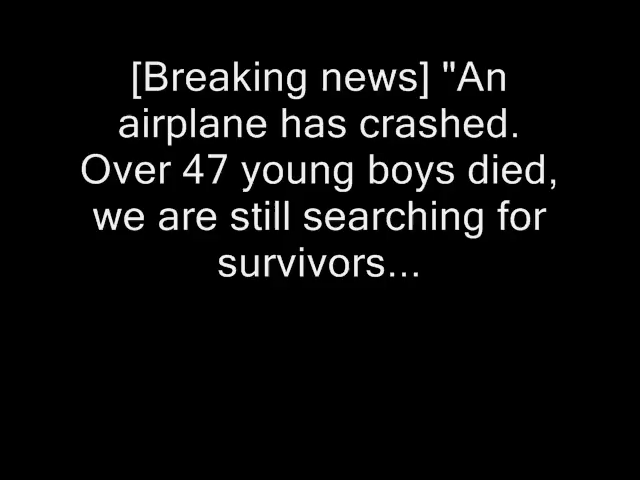 [Breaking news] "An
airplane has crashed.
Over 47 young boys died,
we are still searching for
survivors...